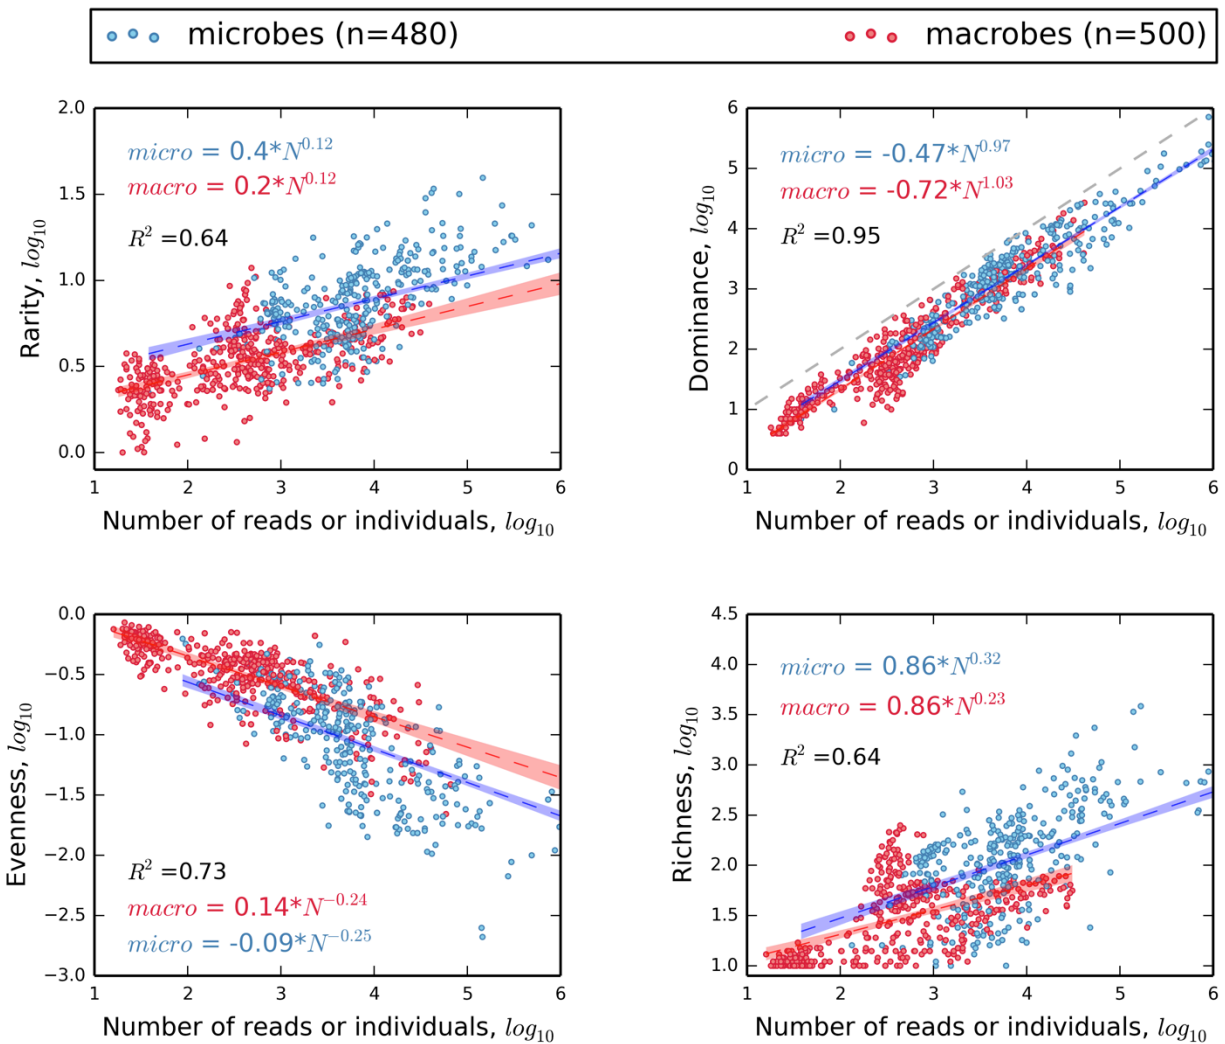 microbes (n=480) macrobes (n=500)
2.0
1.5
1.0
0.5
0.0
Rarity, log₁₀
micro = 0.4*N^0.12
macro = 0.2*N^0.12
R² =0.64
1 2 3 4 5 6
Number of reads or individuals, log₁₀
6
5
4
3
2
1
0
Dominance, log₁₀
micro = -0.47*N^0.97
macro = -0.72*N^1.03
R² =0.95
1 2 3 4 5 6
Number of reads or individuals, log₁₀
0.0
−0.5
−1.0
−1.5
−2.0
−2.5
−3.0
Evenness, log₁₀
R² =0.73
macro = 0.14*N^−0.24
micro = -0.09*N^−0.25
1 2 3 4 5 6
Number of reads or individuals, log₁₀
4.5
4.0
3.5
3.0
2.5
2.0
1.5
1.0
Richness, log₁₀
micro = 0.86*N^0.32
macro = 0.86*N^0.23
R² =0.64
1 2 3 4 5 6
Number of reads or individuals, log₁₀